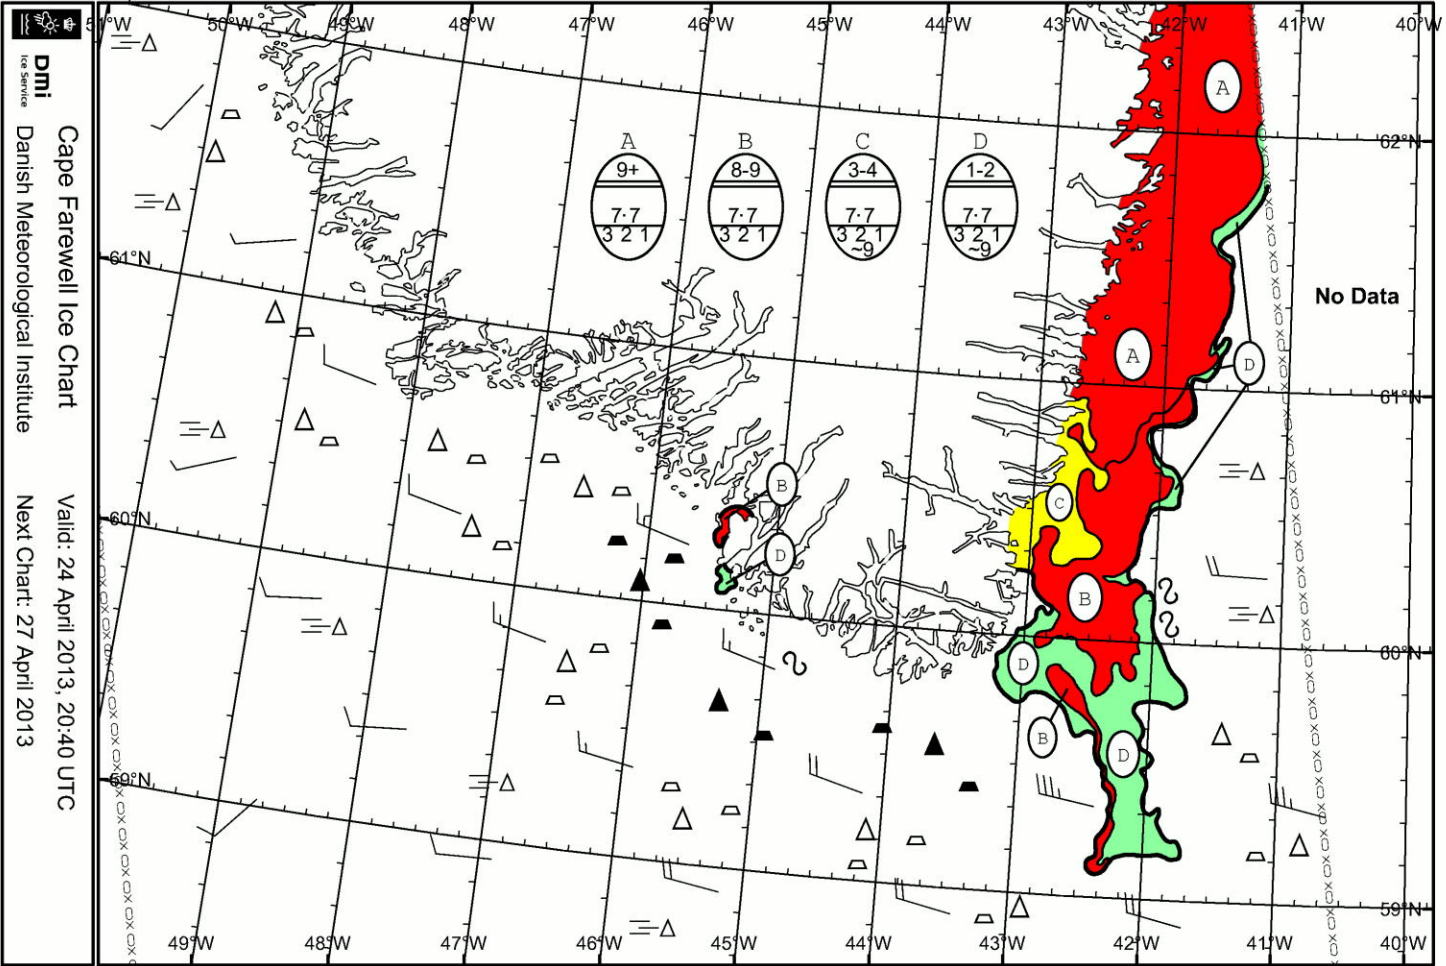 Dmi
Ice Service
Cape Farewell Ice Chart
Danish Meteorological Institute
Valid: 24 April 2013, 20:40 UTC
Next Chart: 27 April 2013
51°W 50°W 49°W 48°W 47°W 46°W 45°W 44°W 43°W 42°W 41°W 40°W
A B C D
9+ 8-9 3-4 1-2
7·7 7·7 7·7 7·7
3 2 1 3 2 1 3 2 1 3 2 1
~9 ~9
A
62°N
61°N
No Data
A
D
61°N
B
C
60°N
D
B
60°N
D
B
D
59°N
59°N
49°W 48°W 47°W 46°W 45°W 44°W 43°W 42°W 41°W 40°W